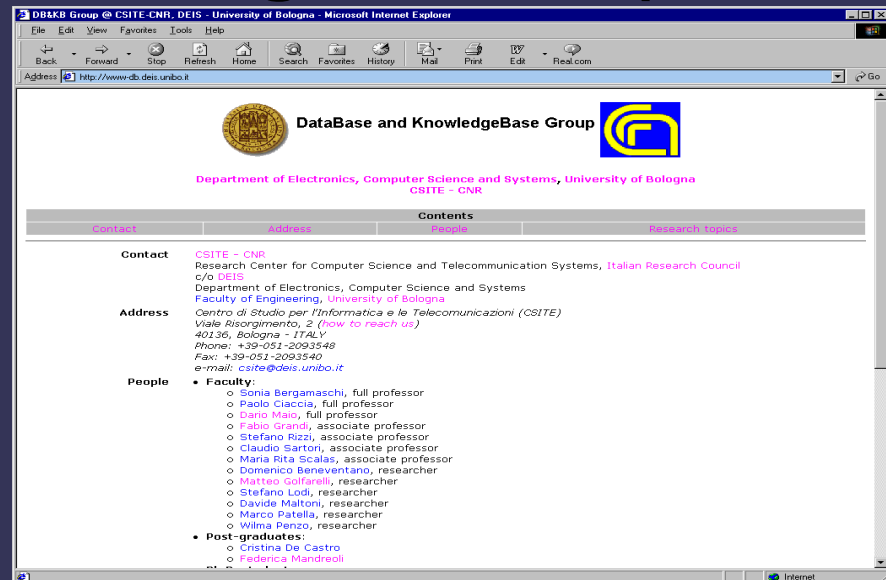 DB&KB Group @ CSITE-CNR, DEIS - University of Bologna - Microsoft Internet Explorer
File Edit View Favorites Tools Help
Back Forward Stop Refresh Home Search Favorites History Mail Print Edit Real.com
Address http://www-db.deis.unibo.it Go
DataBase and KnowledgeBase Group
Department of Electronics, Computer Science and Systems, University of Bologna
CSITE - CNR
Contents
Contact Address People Research topics
Contact CSITE - CNR
Research Center for Computer Science and Telecommunication Systems, Italian Research Council
c/o DEIS
Department of Electronics, Computer Science and Systems
Faculty of Engineering, University of Bologna
Address Centro di Studio per l'Informatica e le Telecomunicazioni (CSITE)
Viale Risorgimento, 2 (how to reach us)
40136, Bologna - ITALY
Phone: +39-051-2093548
Fax: +39-051-2093540
e-mail: csite@deis.unibo.it
People • Faculty:
o Sonia Bergamaschi, full professor
o Paolo Ciaccia, full professor
o Dario Maio, full professor
o Fabio Grandi, associate professor
o Stefano Rizzi, associate professor
o Claudio Sartori, associate professor
o Maria Rita Scalas, associate professor
o Domenico Beneventano, researcher
o Matteo Golfarelli, researcher
o Stefano Lodi, researcher
o Davide Maltoni, researcher
o Marco Patella, researcher
o Wilma Penzo, researcher
• Post-graduates:
o Cristina De Castro
o Federica Mandreoli
Internet